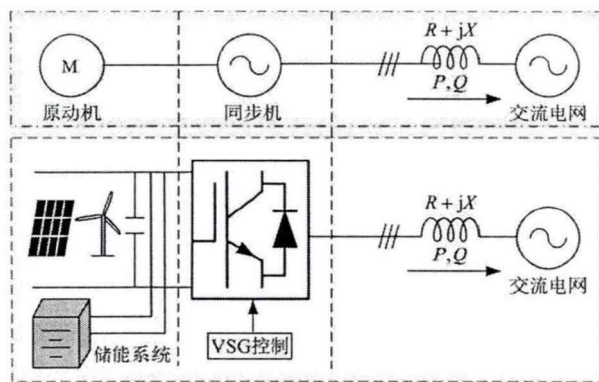 M
原动机
同步机
R+jX
P,Q
交流电网
储能系统
VSG控制
R+jX
P,Q
交流电网